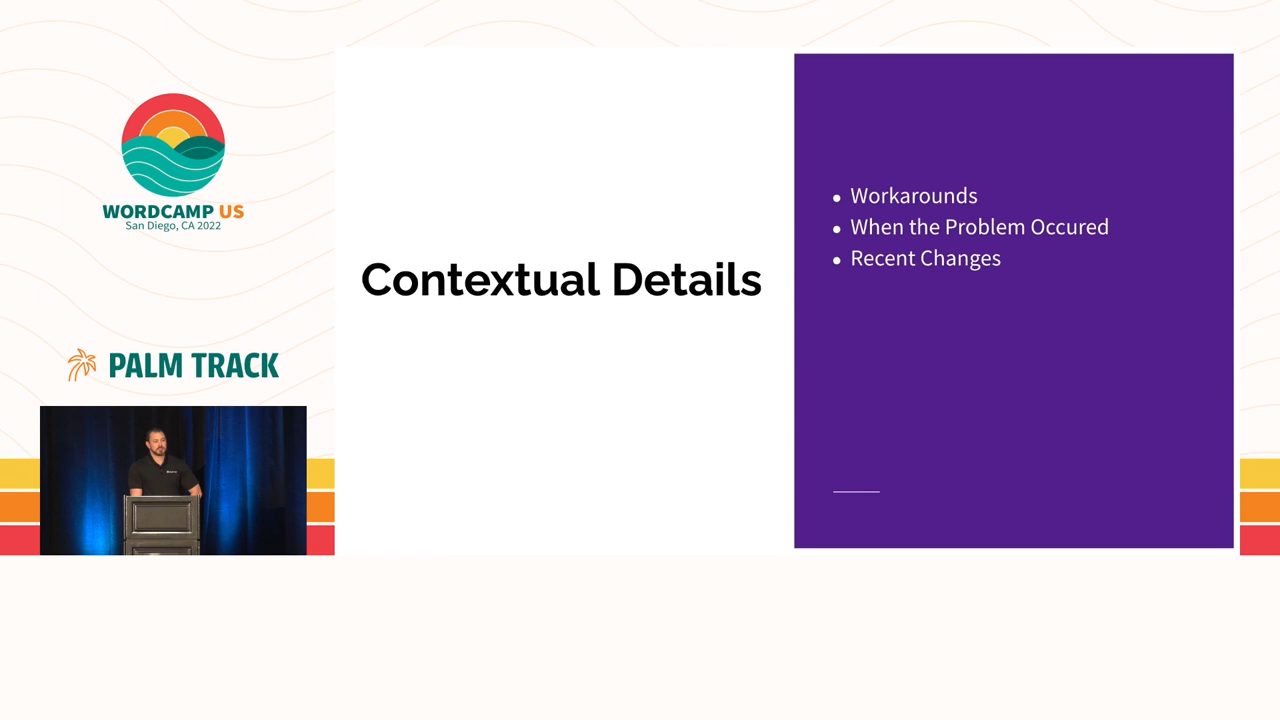 WORDCAMP US
San Diego, CA 2022
PALM TRACK
Contextual Details
Workarounds
When the Problem Occured
Recent Changes